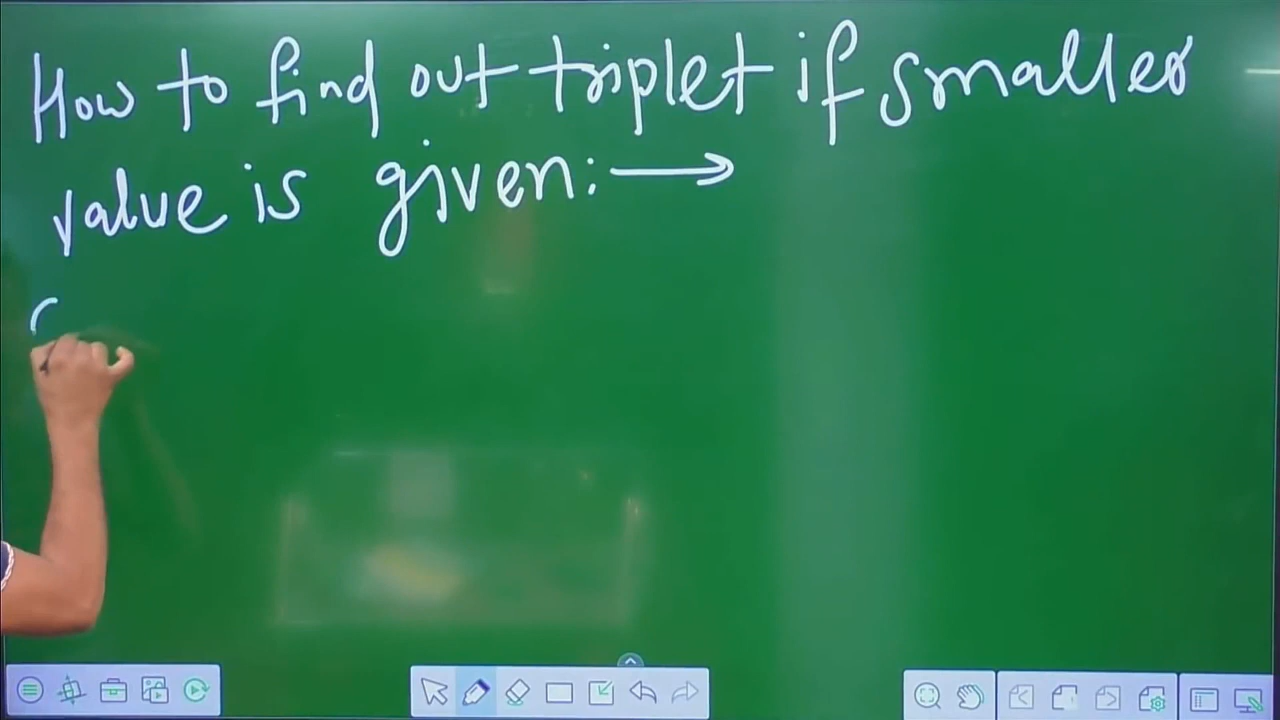 How to find out triplet if smaller
value is given:→
(